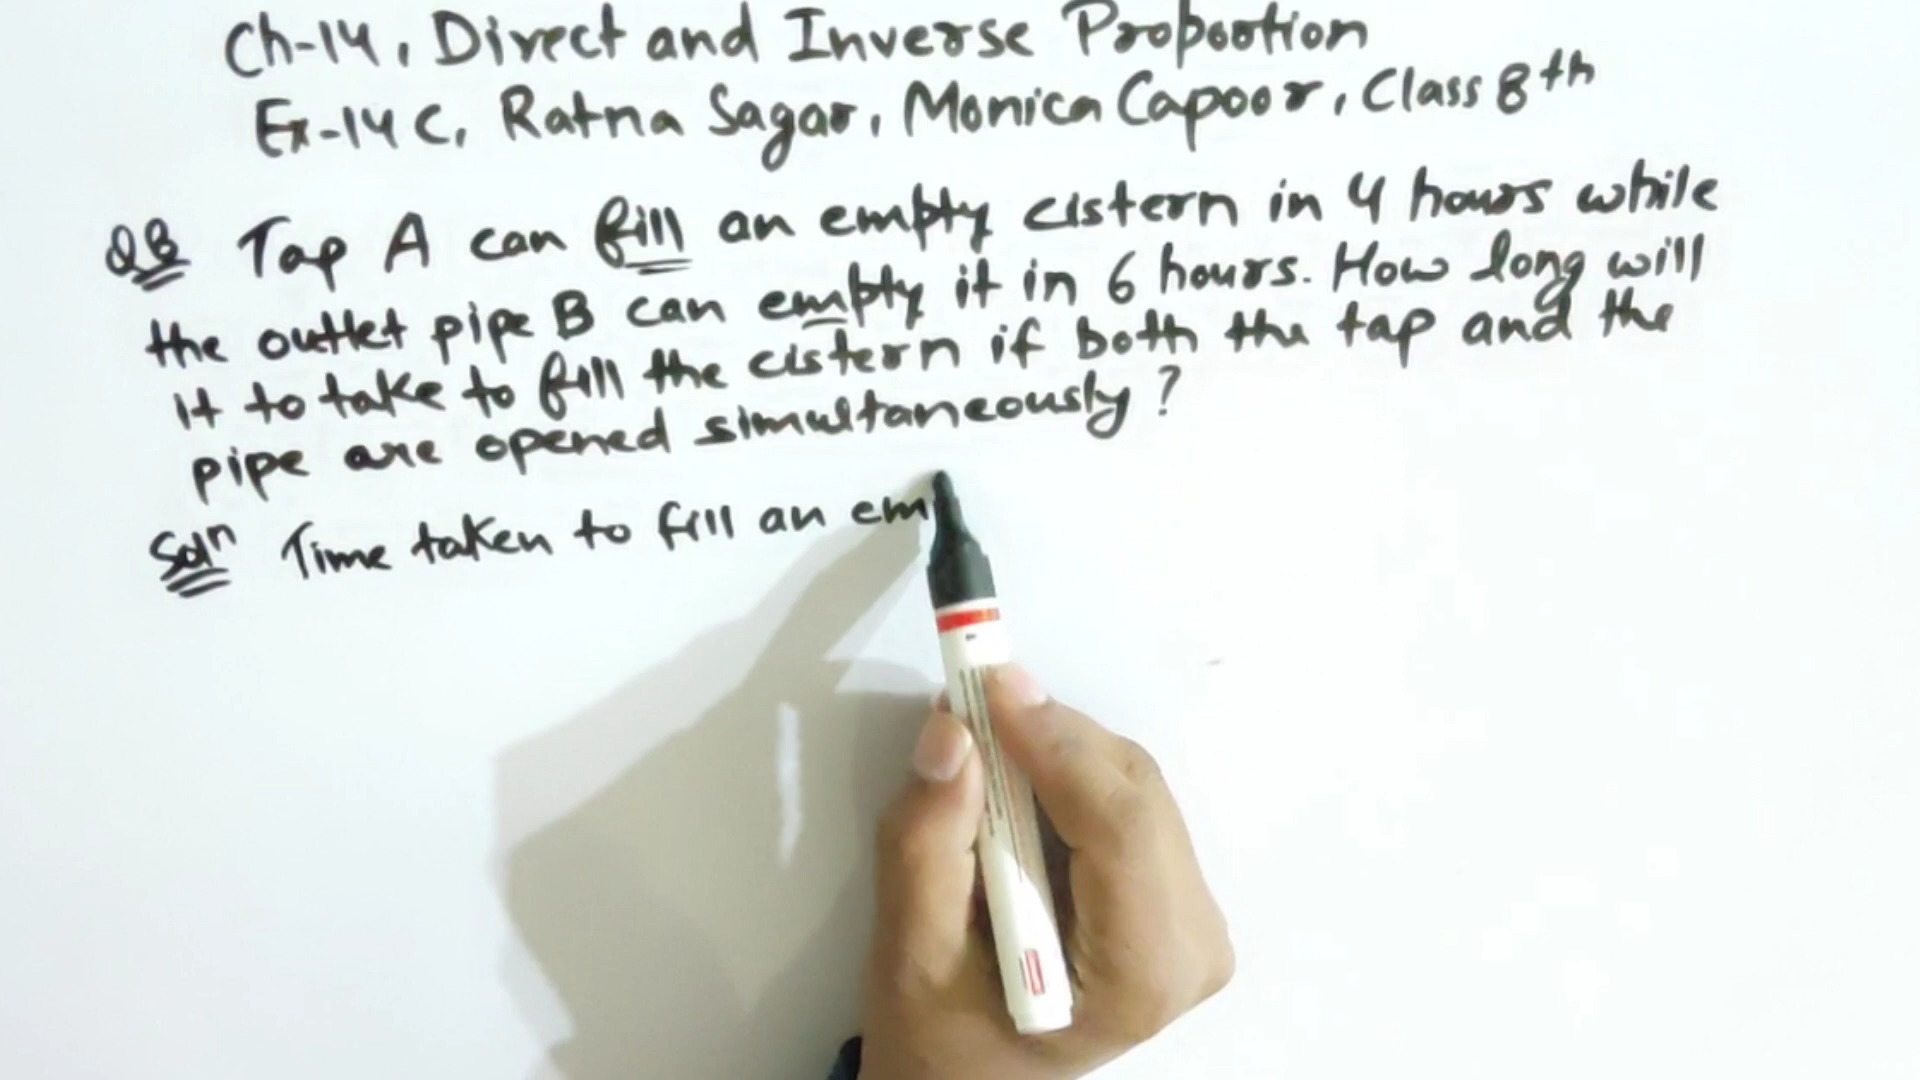 Ch-14, Direct and Inverse Proportion
Ex-14C, Ratna Sagar, Monica Capoor, Class 8th
Q8 Tap A can fill an empty cistern in 4 hours while
the outlet pipe B can empty it in 6 hours. How long will
it to take to fill the cistern if both the tap and the
pipe are opened simultaneously?
Soln Time taken to fill an em